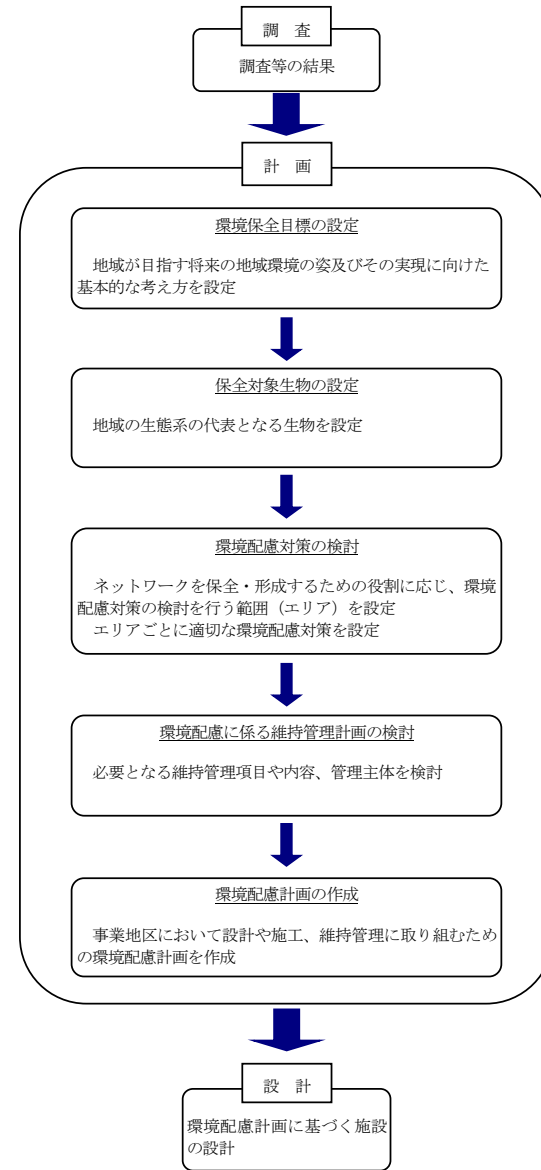 調　査
調査等の結果
計　画
環境保全目標の設定
　地域が目指す将来の地域環境の姿及びその実現に向けた
基本的な考え方を設定
保全対象生物の設定
地域の生態系の代表となる生物を設定
環境配慮対策の検討
　ネットワークを保全・形成するための役割に応じ、環境
配慮対策の検討を行う範囲（エリア）を設定
　エリアごとに適切な環境配慮対策を設定
環境配慮に係る維持管理計画の検討
必要となる維持管理項目や内容、管理主体を検討
環境配慮計画の作成
　事業地区において設計や施工、維持管理に取り組むため
の環境配慮計画を作成
設　計
環境配慮計画に基づく施設
の設計